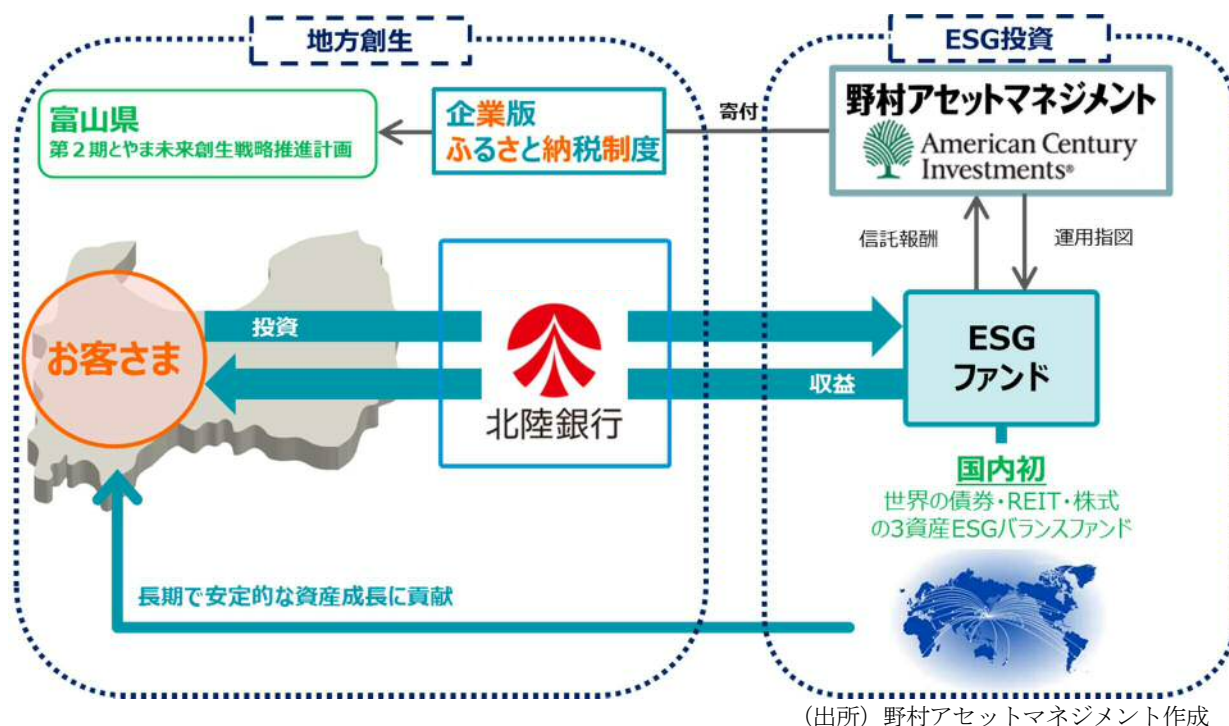 地方創生
ESG投資
富山県
第2期とやま未来創生戦略推進計画
企業版
ふるさと納税制度
寄付
野村アセットマネジメント
American Century
Investments®
信託報酬
運用指図
お客さま
投資
北陸銀行
収益
ESG
ファンド
国内初
世界の債券・REIT・株式
の3資産ESGバランスファンド
長期で安定的な資産成長に貢献
(出所)野村アセットマネジメント作成